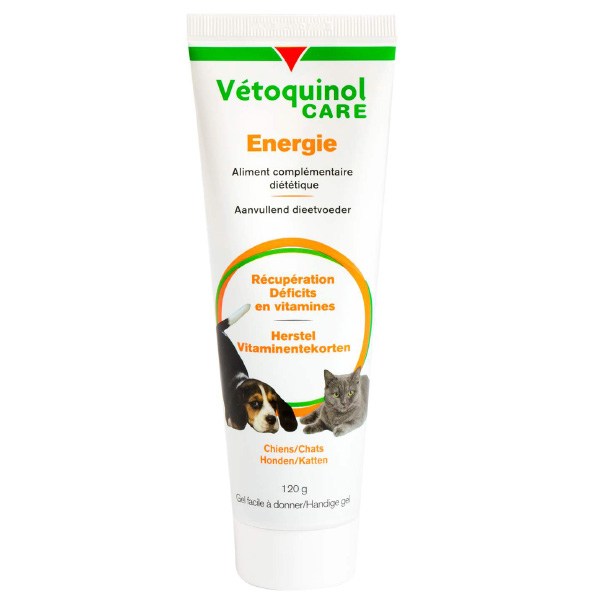 Vétoquinol
CARE
Energie
Aliment complémentaire
diététique
Aanvullend dieetvoeder
Récupération
Déficits
en vitamines
Herstel
Vitaminentekorten
Chiens/Chats
Honden/Katten
120 g
Gel facile à donner/Handige gel